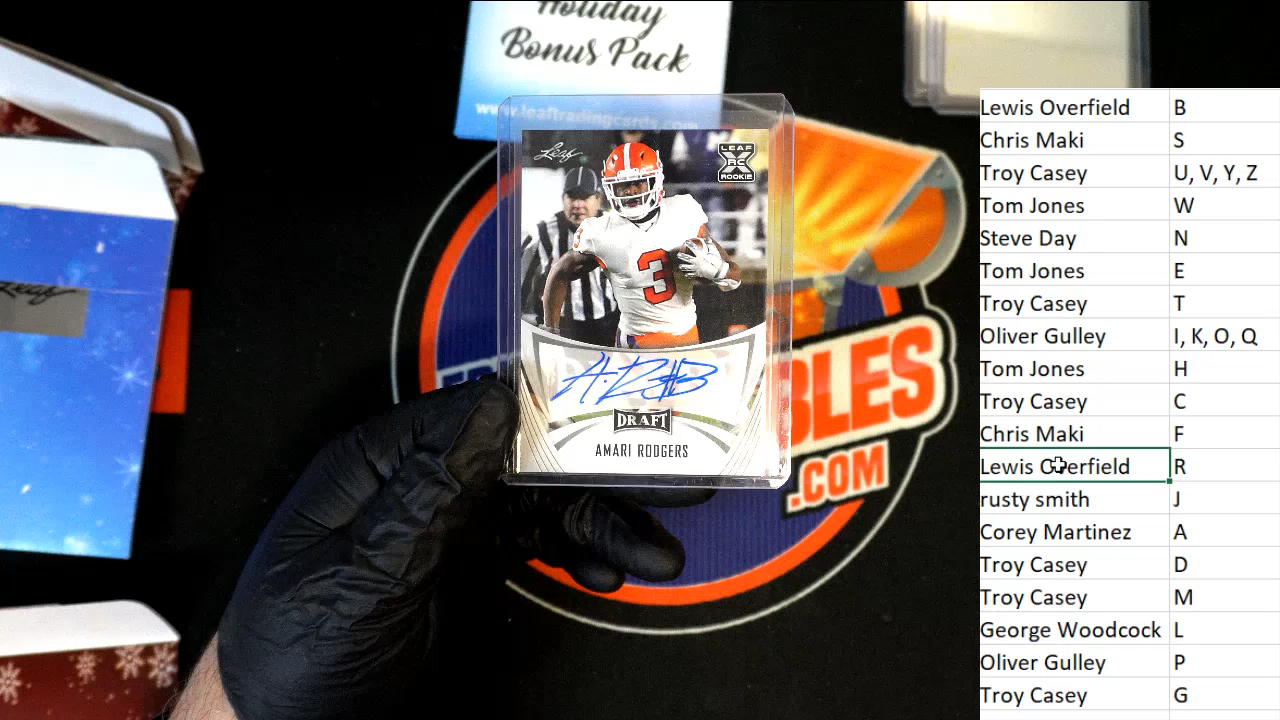 Holiday
Bonus Pack
www.leaftradingcards.com
Leaf
LEAF
RC
ROOKIE
3
DRAFT
AMARI RODGERS
BLES
.COM
Leaf
Lewis Overfield B
Chris Maki S
Troy Casey U, V, Y, Z
Tom Jones W
Steve Day N
Tom Jones E
Troy Casey T
Oliver Gulley I, K, O, Q
Tom Jones H
Troy Casey C
Chris Maki F
Lewis Overfield R
rusty smith J
Corey Martinez A
Troy Casey D
Troy Casey M
George Woodcock L
Oliver Gulley P
Troy Casey G